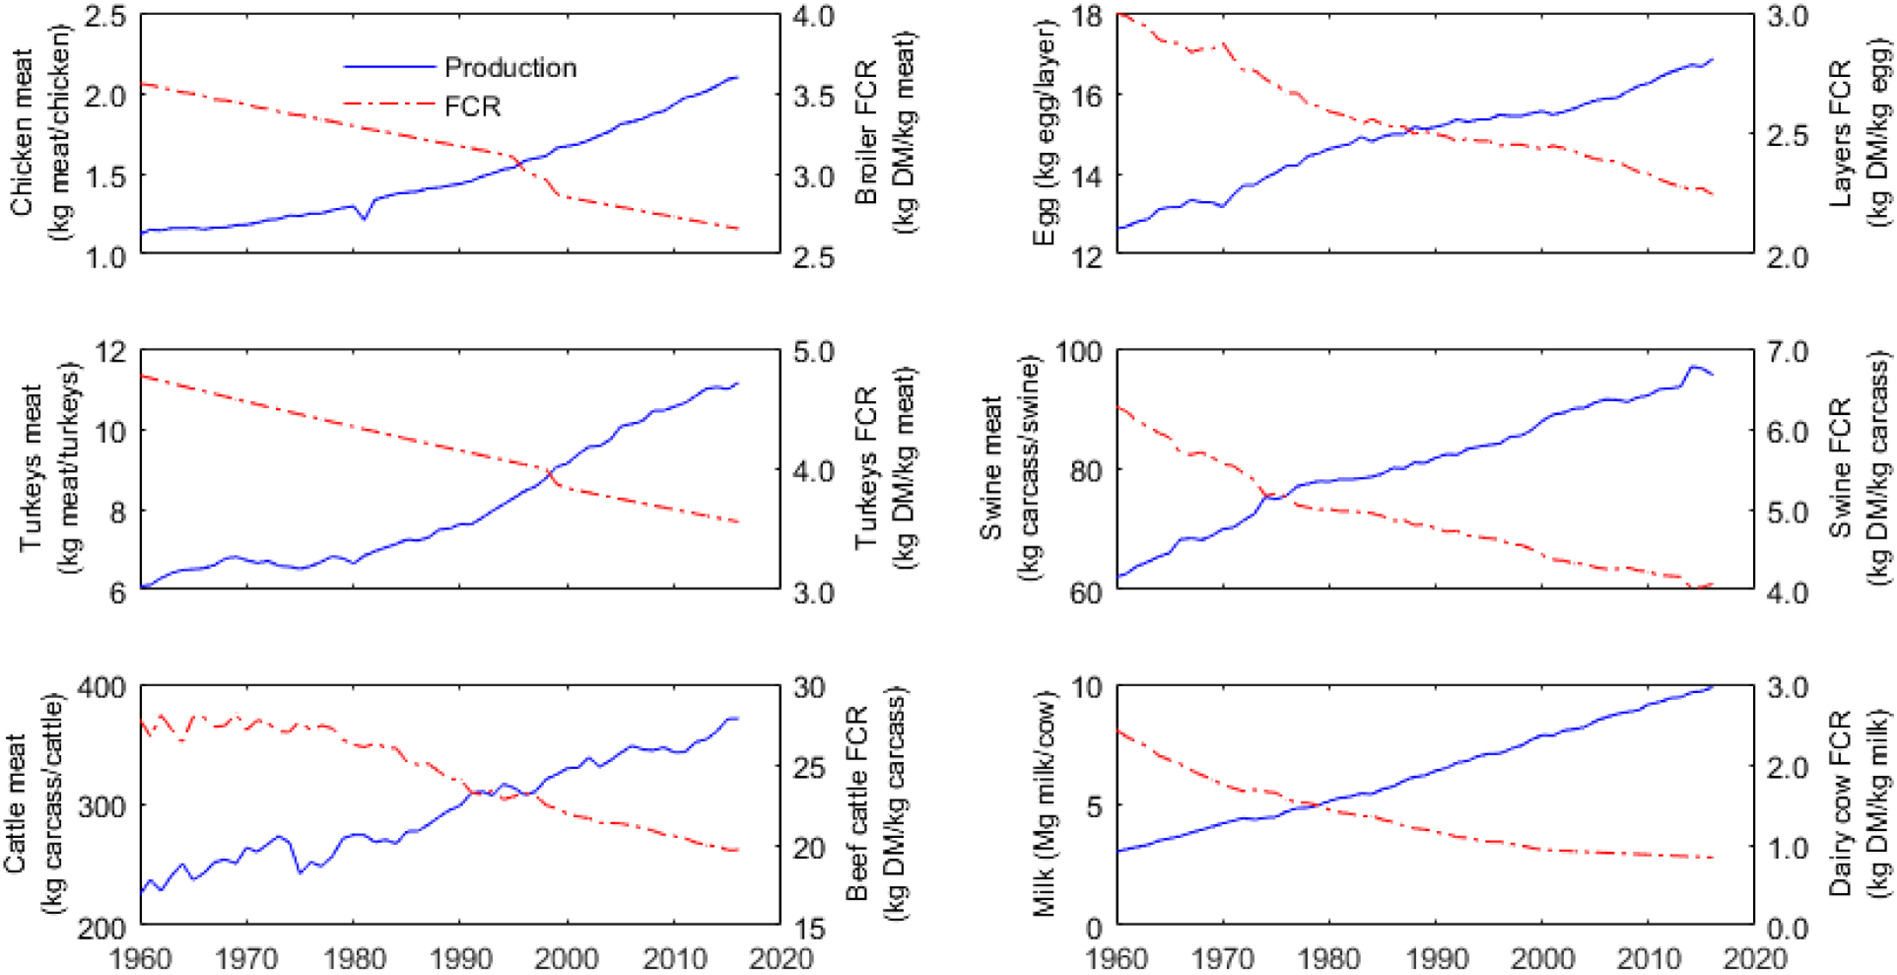 Chicken meat
(kg meat/chicken)
2.5
2.0
1.5
1.0
Production
FCR
4.0
3.5
3.0
2.5
Broiler FCR
(kg DM/kg meat)
Egg (kg egg/layer)
18
16
14
12
3.0
2.5
2.0
Layers FCR
(kg DM/kg egg)
Turkeys meat
(kg meat/turkeys)
12
10
8
6
5.0
4.0
3.0
Turkeys FCR
(kg DM/kg meat)
Swine meat
(kg carcass/swine)
100
80
60
7.0
6.0
5.0
4.0
Swine FCR
(kg DM/kg carcass)
Cattle meat
(kg carcass/cattle)
400
300
200
30
25
20
15
Beef cattle FCR
(kg DM/kg carcass)
1960 1970 1980 1990 2000 2010 2020
Milk (Mg milk/cow)
10
5
0
3.0
2.0
1.0
0.0
Dairy cow FCR
(kg DM/kg milk)
1960 1970 1980 1990 2000 2010 2020